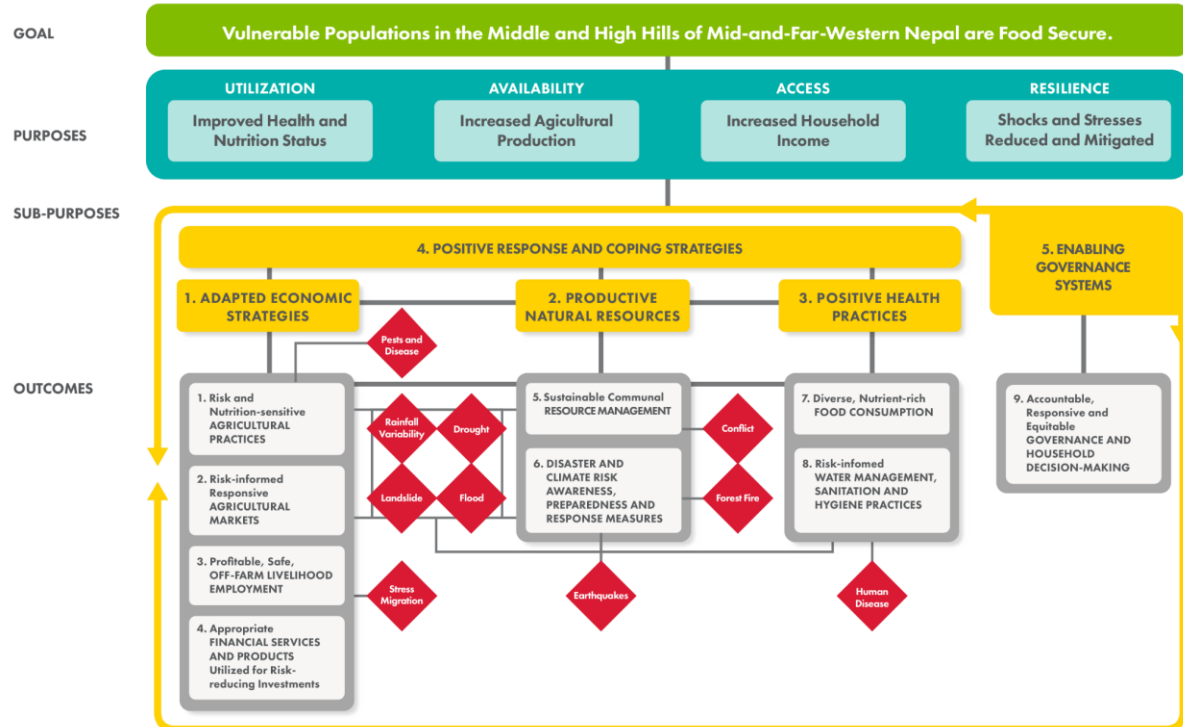 GOAL
Vulnerable Populations in the Middle and High Hills of Mid-and-Far-Western Nepal are Food Secure.
PURPOSES
UTILIZATION
Improved Health and
Nutrition Status
AVAILABILITY
Increased Agicultural
Production
ACCESS
Increased Household
Income
RESILIENCE
Shocks and Stresses
Reduced and Mitigated
SUB-PURPOSES
4. POSITIVE RESPONSE AND COPING STRATEGIES
5. ENABLING
GOVERNANCE
SYSTEMS
1. ADAPTED ECONOMIC
STRATEGIES
2. PRODUCTIVE
NATURAL RESOURCES
3. POSITIVE HEALTH
PRACTICES
OUTCOMES
Pests and
Disease
1. Risk and
Nutrition-sensitive
AGRICULTURAL
PRACTICES
2. Risk-informed
Responsive
AGRICULTURAL
MARKETS
3. Profitable, Safe,
OFF-FARM LIVELIHOOD
EMPLOYMENT
4. Appropriate
FINANCIAL SERVICES
AND PRODUCTS
Utilized for Risk-
reducing Investments
Rainfall
Variability
Drought
Landslide
Flood
Stress
Migration
5. Sustainable Communal
RESOURCE MANAGEMENT
6. DISASTER AND
CLIMATE RISK
AWARENESS,
PREPAREDNESS AND
RESPONSE MEASURES
Conflict
Forest Fire
Earthquakes
7. Diverse, Nutrient-rich
FOOD CONSUMPTION
8. Risk-infomed
WATER MANAGEMENT,
SANITATION AND
HYGIENE PRACTICES
Human
Disease
9. Accountable,
Responsive and
Equitable
GOVERNANCE AND
HOUSEHOLD
DECISION-MAKING